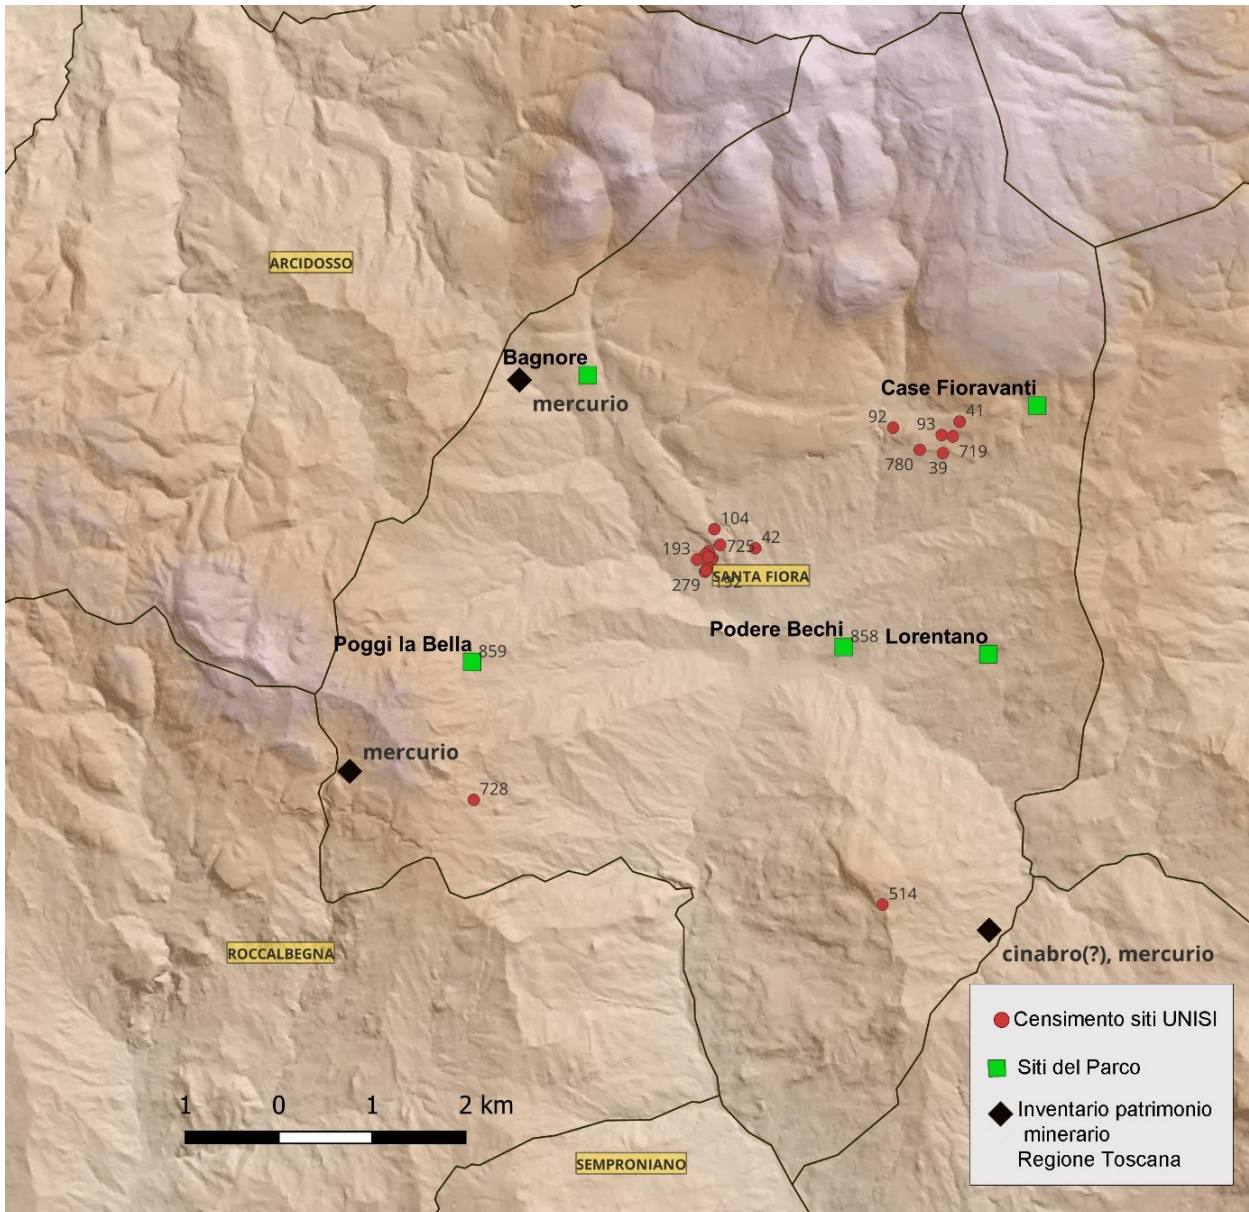 ARCIDOSSO
Bagnore
mercurio
Case Fioravanti
92
93
41
719
780
39
104
193
725
42
SANTA FIORA
279
192
Poggi la Bella
859
Podere Bechi
858
Lorentano
mercurio
728
514
ROCCALBEGNA
cinabro(?), mercurio
Censimento siti UNISI
Siti del Parco
Inventario patrimonio
minerario
Regione Toscana
1 0 1 2 km
SEMPRONIANO